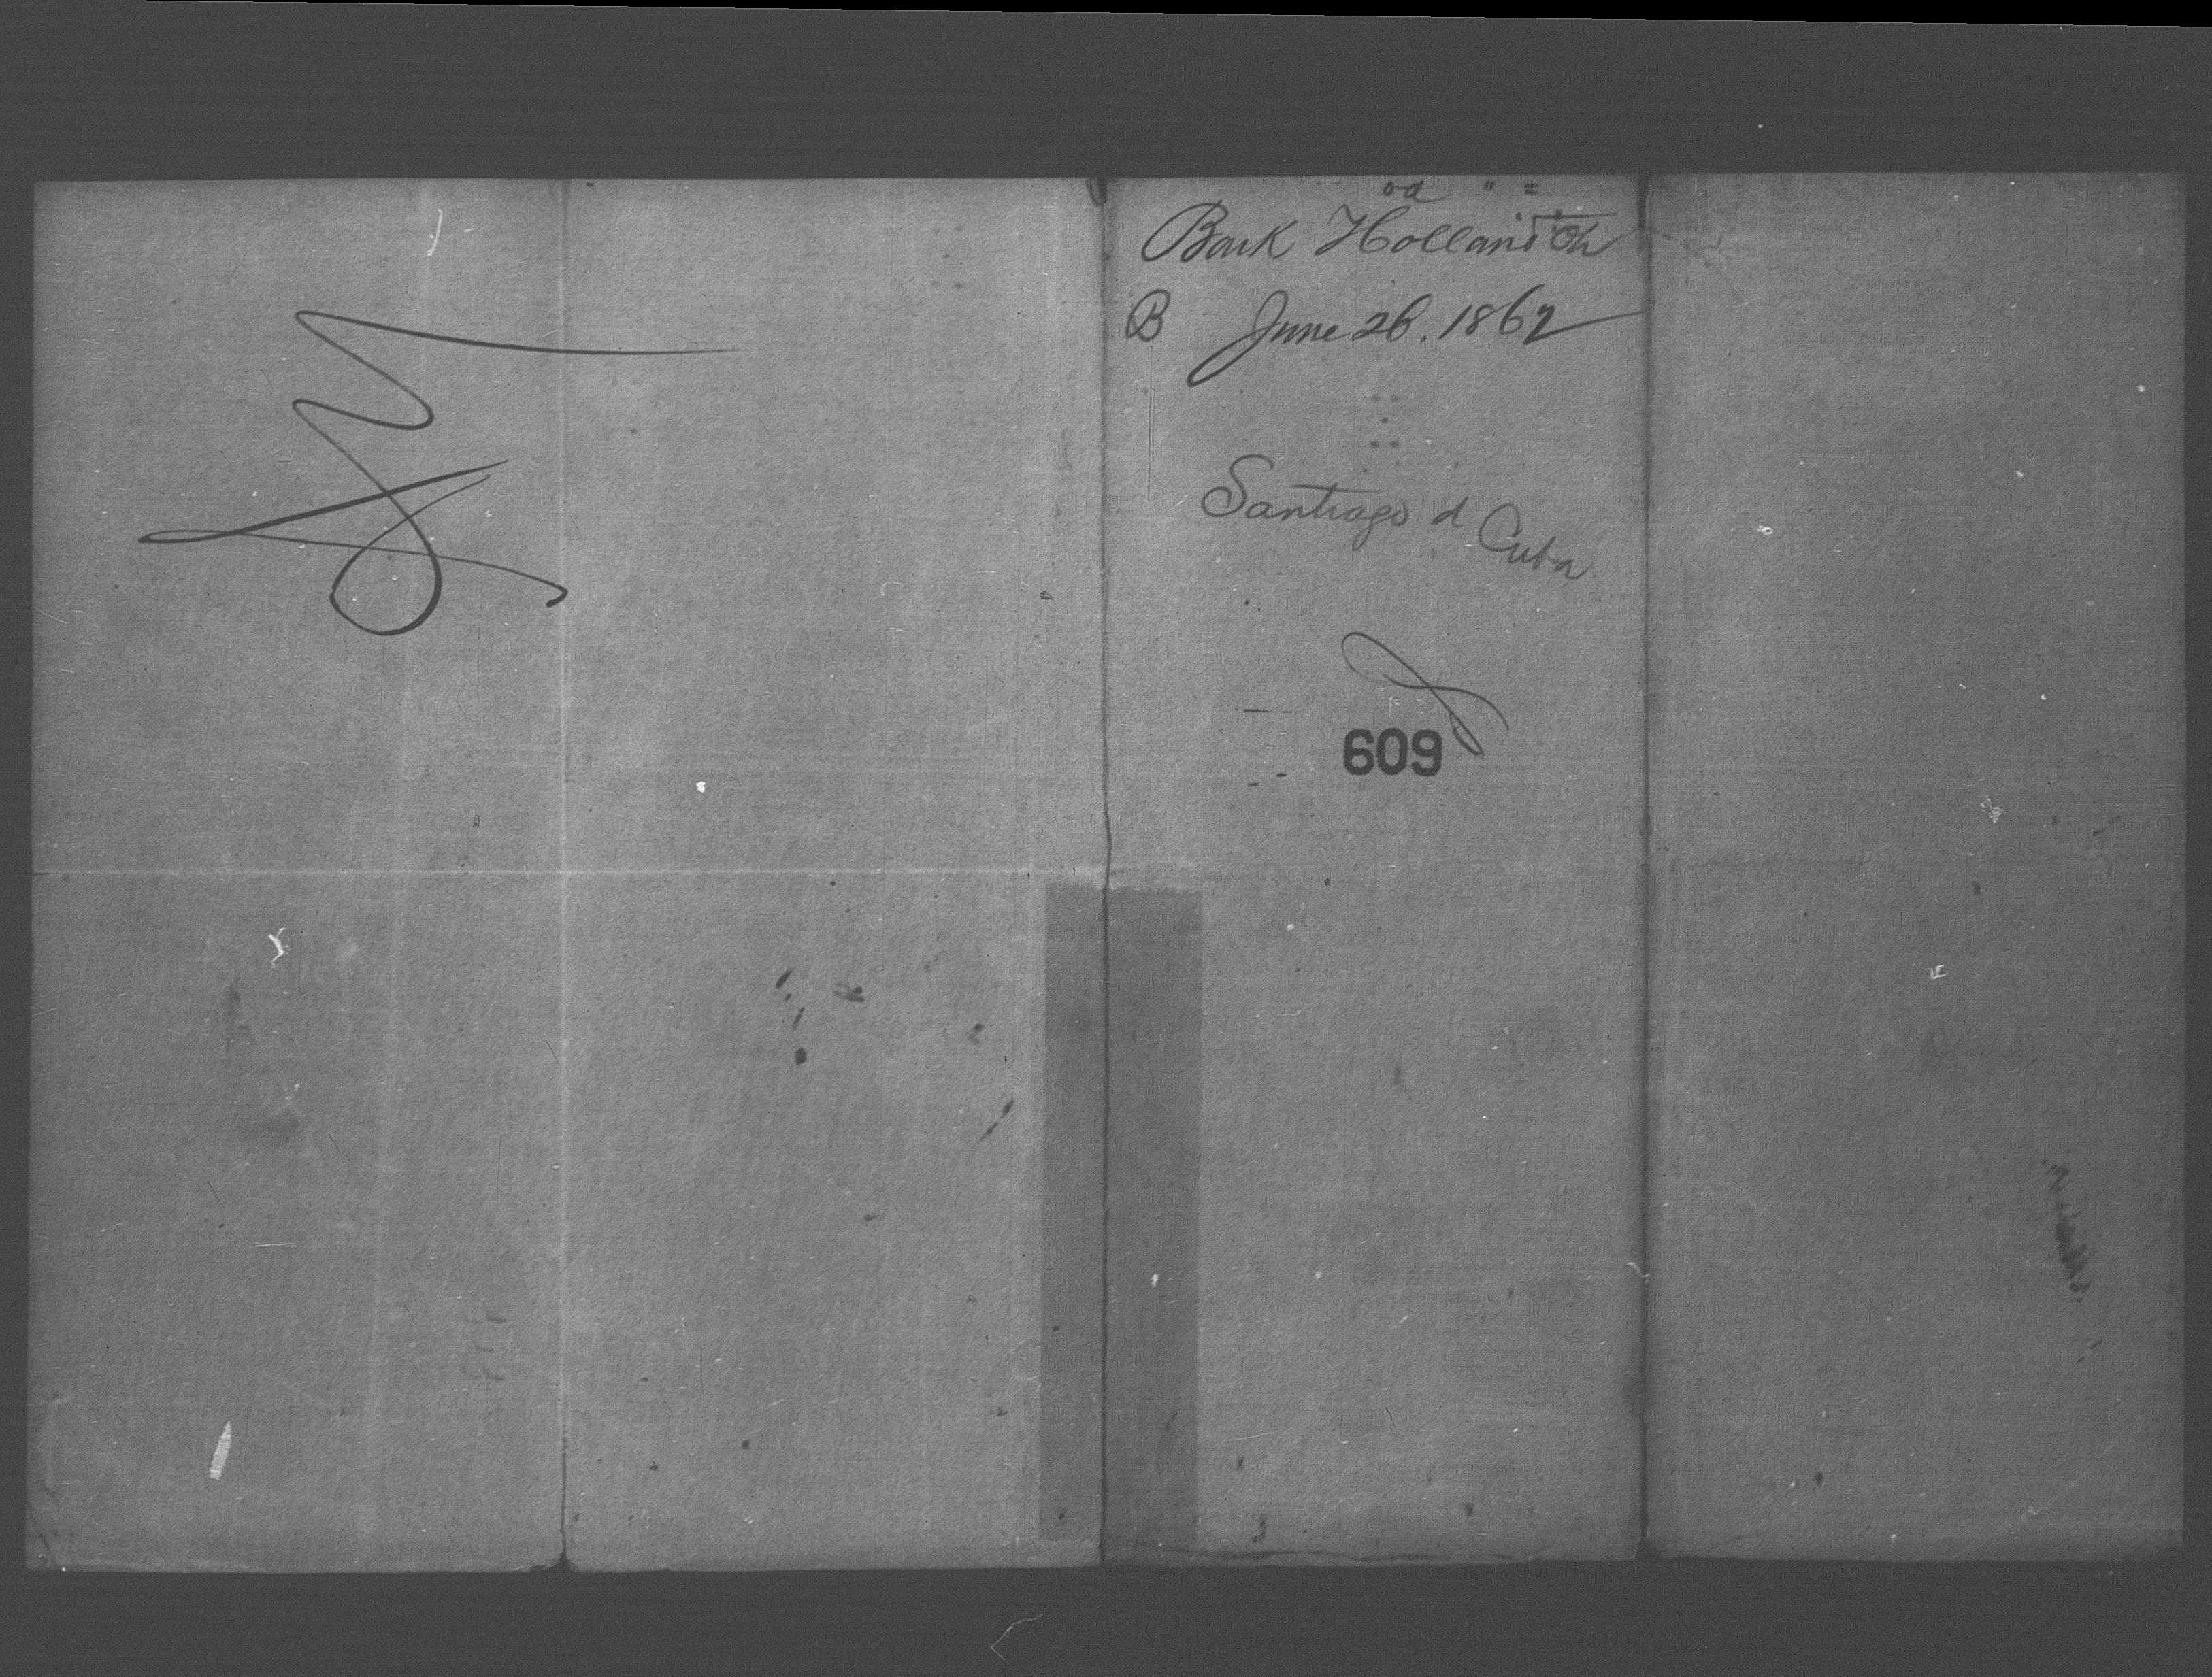 Bark Holland
B June 26. 1862
Santiago d Cuba
609